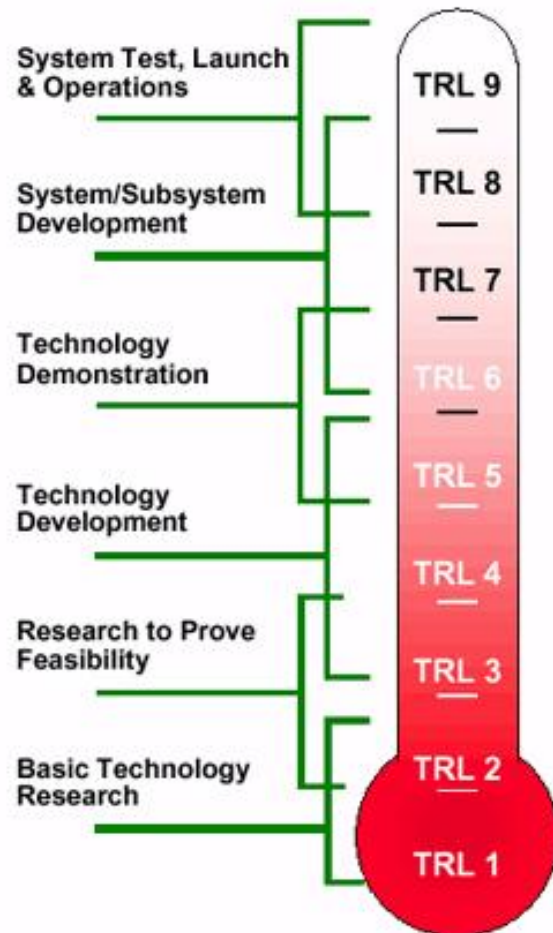 System Test, Launch
& Operations
System/Subsystem
Development
Technology
Demonstration
Technology
Development
Research to Prove
Feasibility
Basic Technology
Research
TRL 9
TRL 8
TRL 7
TRL 6
TRL 5
TRL 4
TRL 3
TRL 2
TRL 1